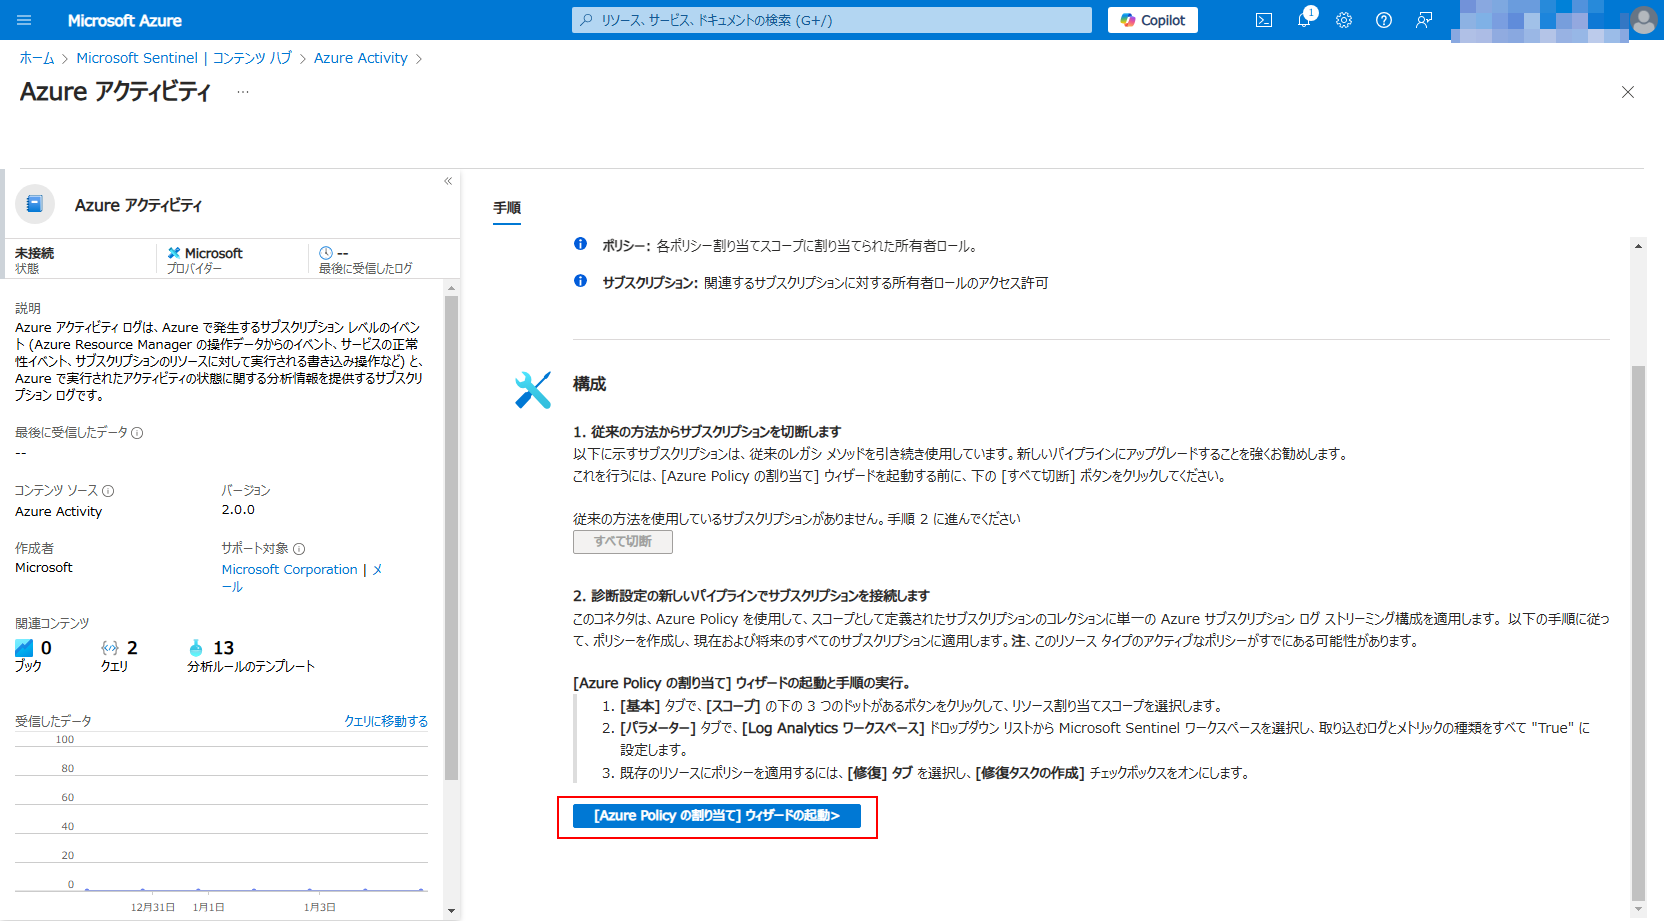 Microsoft Azure
リソース、サービス、ドキュメントの検索 (G+/)
Copilot
1
ホーム > Microsoft Sentinel | コンテンツ ハブ > Azure Activity >
Azure アクティビティ ...
«
Azure アクティビティ
未接続
状態
Microsoft
プロバイダー
--
最後に受信したログ
説明
Azure アクティビティ ログは、Azure で発生するサブスクリプション レベルのイベン
ト (Azure Resource Manager の操作データからのイベント、サービスの正常
性イベント、サブスクリプションのリソースに対して実行される書き込み操作など) と、
Azure で実行されたアクティビティの状態に関する分析情報を提供するサブスクリ
プション ログです。
最後に受信したデータ
--
コンテンツ ソース
Azure Activity
バージョン
2.0.0
作成者
Microsoft
サポート対象
Microsoft Corporation | メ
ール
関連コンテンツ
0
ブック
2
クエリ
13
分析ルールのテンプレート
受信したデータ
クエリに移動する
100
80
60
40
20
0
12月31日 1月1日 1月3日
手順
ポリシー: 各ポリシー割り当てスコープに割り当てられた所有者ロール。
サブスクリプション: 関連するサブスクリプションに対する所有者ロールのアクセス許可
構成
1. 従来の方法からサブスクリプションを切断します
以下に示すサブスクリプションは、従来のレガシ メソッドを引き続き使用しています。新しいパイプラインにアップグレードすることを強くお勧めします。
これを行うには、[Azure Policy の割り当て] ウィザードを起動する前に、下の [すべて切断] ボタンをクリックしてください。
従来の方法を使用しているサブスクリプションがありません。手順 2 に進んでください
すべて切断
2. 診断設定の新しいパイプラインでサブスクリプションを接続します
このコネクタは、Azure Policy を使用して、スコープとして定義されたサブスクリプションのコレクションに単一の Azure サブスクリプション ログ ストリーミング構成を適用します。 以下の手順に従っ
て、ポリシーを作成し、現在および将来のすべてのサブスクリプションに適用します。注、このリソース タイプのアクティブなポリシーがすでにある可能性があります。
[Azure Policy の割り当て] ウィザードの起動と手順の実行。
1. [基本] タブで、[スコープ] の下の 3 つのドットがあるボタンをクリックして、リソース割り当てスコープを選択します。
2. [パラメーター] タブで、[Log Analytics ワークスペース] ドロップダウン リストから Microsoft Sentinel ワークスペースを選択し、取り込むログとメトリックの種類をすべて "True" に
設定します。
3. 既存のリソースにポリシーを適用するには、[修復] タブ を選択し、[修復タスクの作成] チェックボックスをオンにします。
[Azure Policy の割り当て] ウィザードの起動>